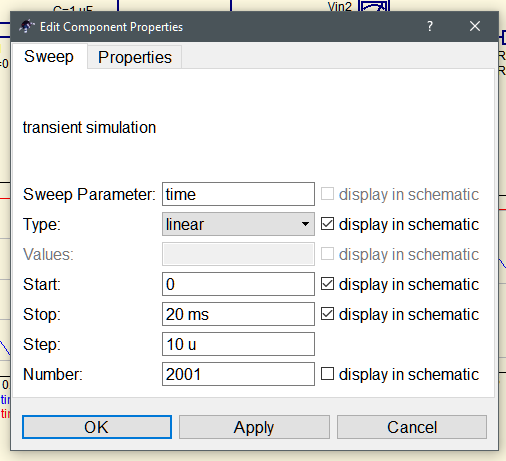 C=1 uF
Vin2
Edit Component Properties
?
Sweep
Properties
transient simulation
Sweep Parameter: time display in schematic
Type: linear display in schematic
Values: display in schematic
Start: 0 display in schematic
Stop: 20 ms display in schematic
Step: 10 u
Number: 2001 display in schematic
OK
Apply
Cancel